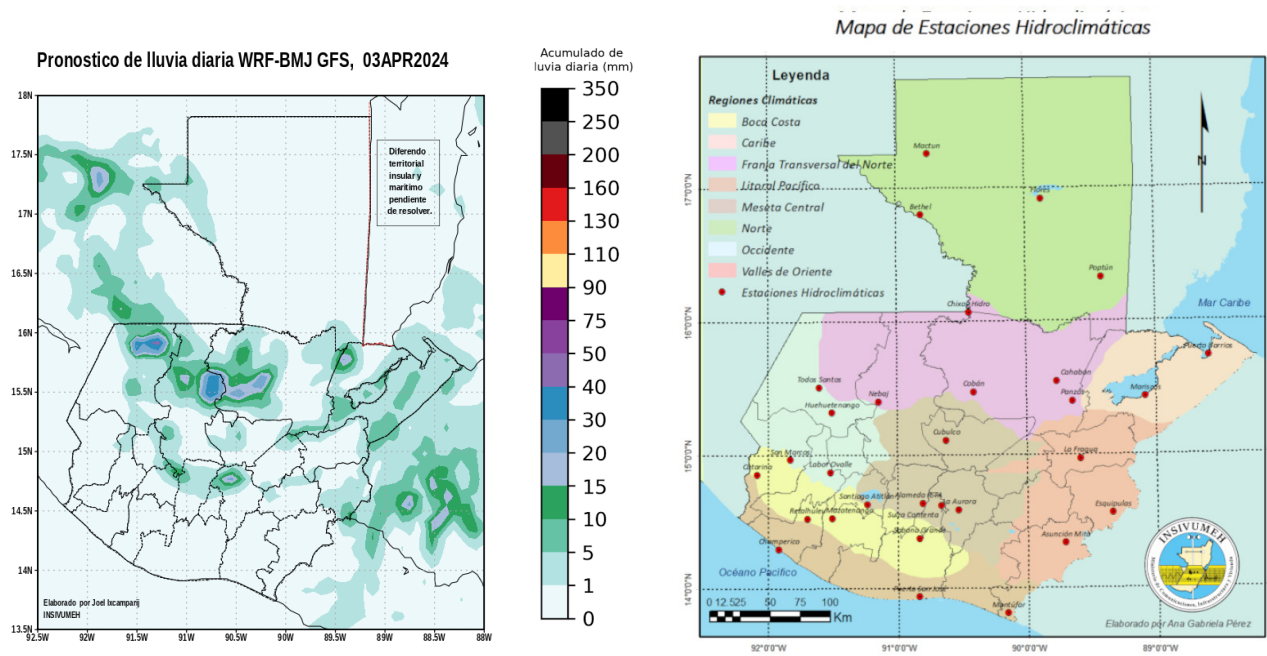 Pronostico de lluvia diaria WRF-BMJ GFS, 03APR2024
18N
17.5N
17N
16.5N
16N
15.5N
15N
14.5N
14N
13.5N
92.5W 92W 91.5W 91W 90.5W 90W 89.5W 89W 88.5W 88W
Diferendo
territorial
insular y
maritimo
pendiente
de resolver.
Elaborado por Joel Ixcamparij
INSIVUMEH
Acumulado de
lluvia diaria (mm)
350
250
200
160
130
110
90
75
50
40
30
20
15
10
5
1
0
Mapa de Estaciones Hidroclimáticas
Leyenda
Regiones Climáticas
Boca Costa
Caribe
Franja Transversal del Norte
Litoral Pacífico
Meseta Central
Norte
Occidente
Valles de Oriente
Estaciones Hidroclimáticas
N
Mactun
Flores
Bethel
Poptún
Chixoy Hidro
Mar Caribe
Puerto Barrios
Mariscos
Cahabón
Panzós
Cobán
Todos Santos
Nebaj
Huehuetenango
Cubulco
La Fragua
San Marcos
Labor Ovalle
Catarina
Santiago Atitlán
Alameda ICTA
La Aurora
Suiza Contenta
Retalhuleu
Mazatenango
Sabana Grande
Esquipulas
Asunción Mita
Champerico
Puerto San José
Montúfar
Océano Pacífico
0 12.525 50 75 100
Km
INSIVUMEH
Elaborado por Ana Gabriela Pérez
17°0'0"N
16°0'0"N
15°0'0"N
14°0'0"N
92°0'0"W 91°0'0"W 90°0'0"W 89°0'0"W